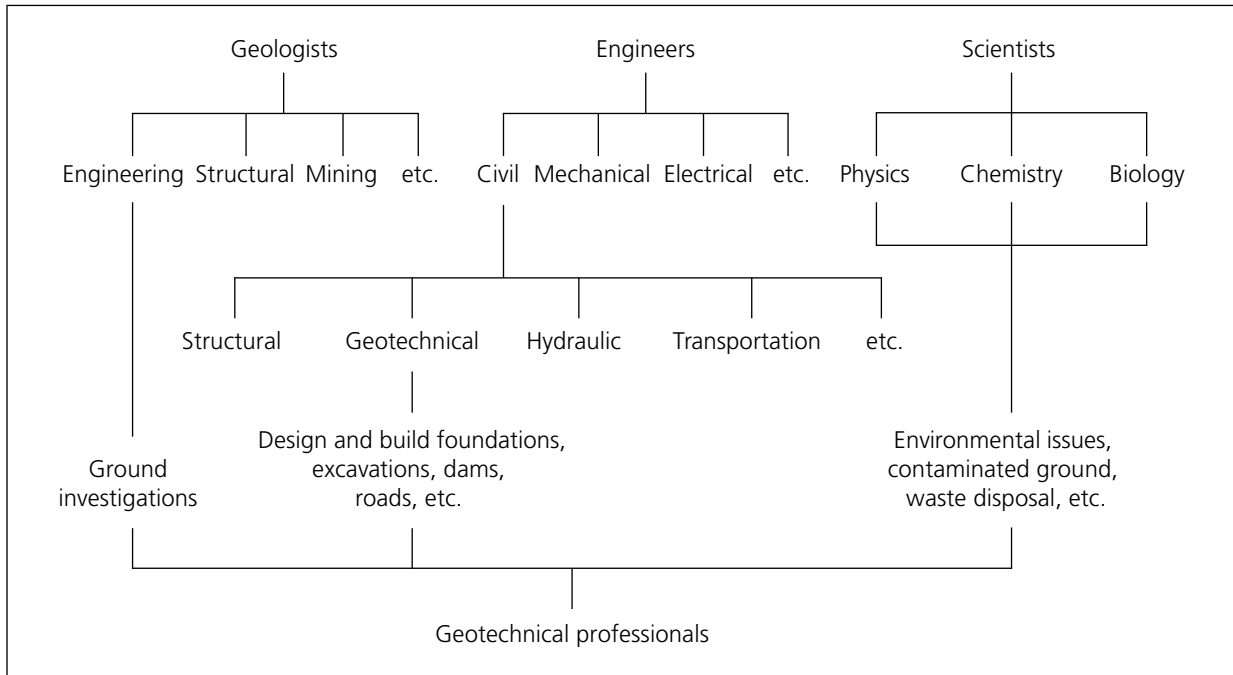 Geologists Engineers Scientists
Engineering Structural Mining etc. Civil Mechanical Electrical etc. Physics Chemistry Biology
Structural Geotechnical Hydraulic Transportation etc.
Ground
investigations
Design and build foundations,
excavations, dams,
roads, etc.
Environmental issues,
contaminated ground,
waste disposal, etc.
Geotechnical professionals